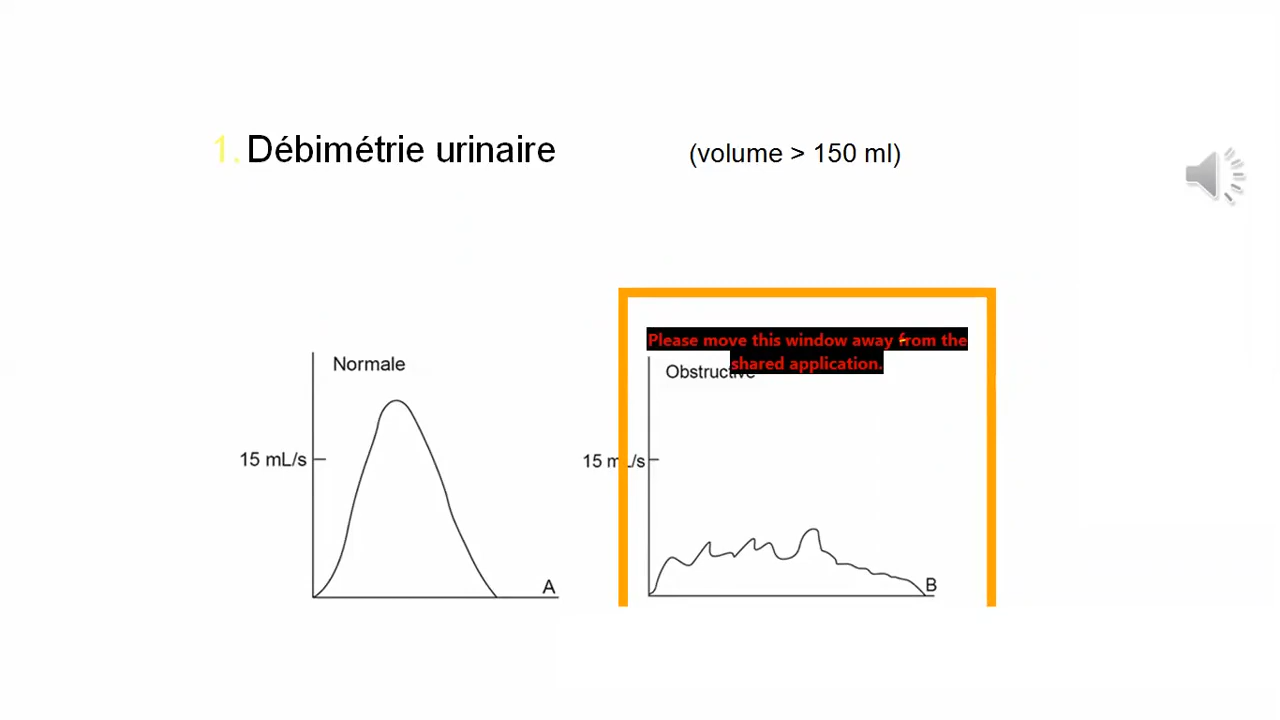 1. Débimétrie urinaire (volume > 150 ml)
Please move this window away from the
shared application.
Normale
Obstructive
15 mL/s
15 mL/s
A
B